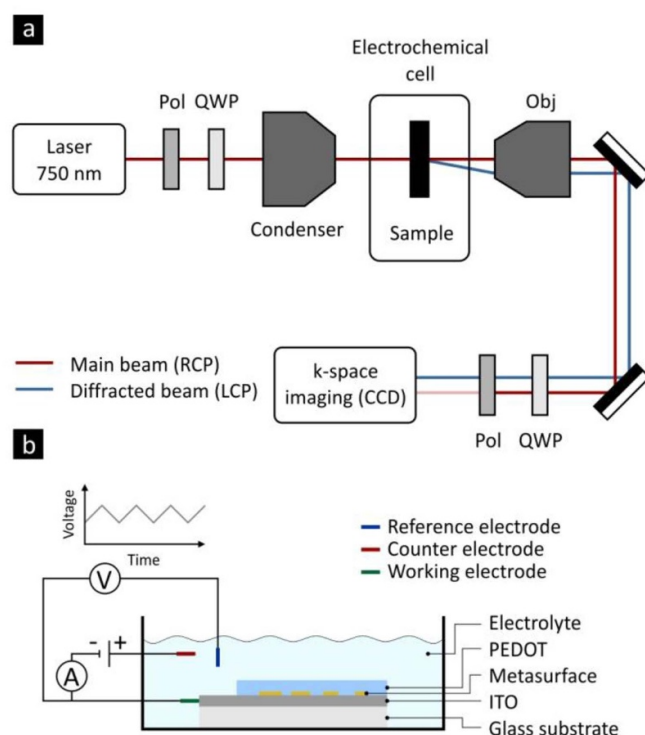 a
Electrochemical
cell
Pol
QWP
Obj
Laser
750 nm
Condenser
Sample
Main beam (RCP)
Diffracted beam (LCP)
k-space
imaging (CCD)
Pol
QWP
b
Voltage
Time
Reference electrode
Counter electrode
Working electrode
V
- +
A
Electrolyte
PEDOT
Metasurface
ITO
Glass substrate